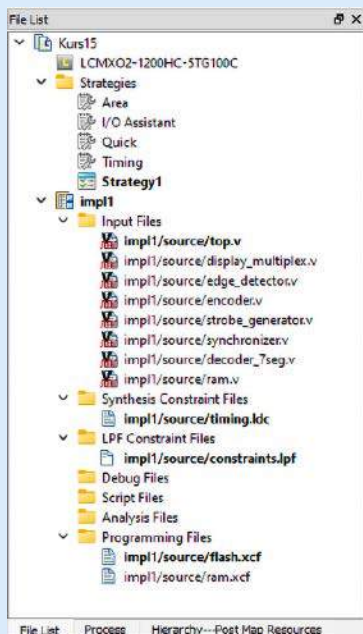 File List
Kurs15
LCMXO2-1200HC-5TG100C
Strategies
Area
I/O Assistant
Quick
Timing
Strategy1
impl1
Input Files
impl1/source/top.v
impl1/source/display_multiplex.v
impl1/source/edge_detector.v
impl1/source/encoder.v
impl1/source/strobe_generator.v
impl1/source/synchronizer.v
impl1/source/decoder_7seg.v
impl1/source/ram.v
Synthesis Constraint Files
impl1/source/timing.ldc
LPF Constraint Files
impl1/source/constraints.lpf
Debug Files
Script Files
Analysis Files
Programming Files
impl1/source/flash.xcf
impl1/source/ram.xcf
File List Process Hierarchy---Post Map Resources